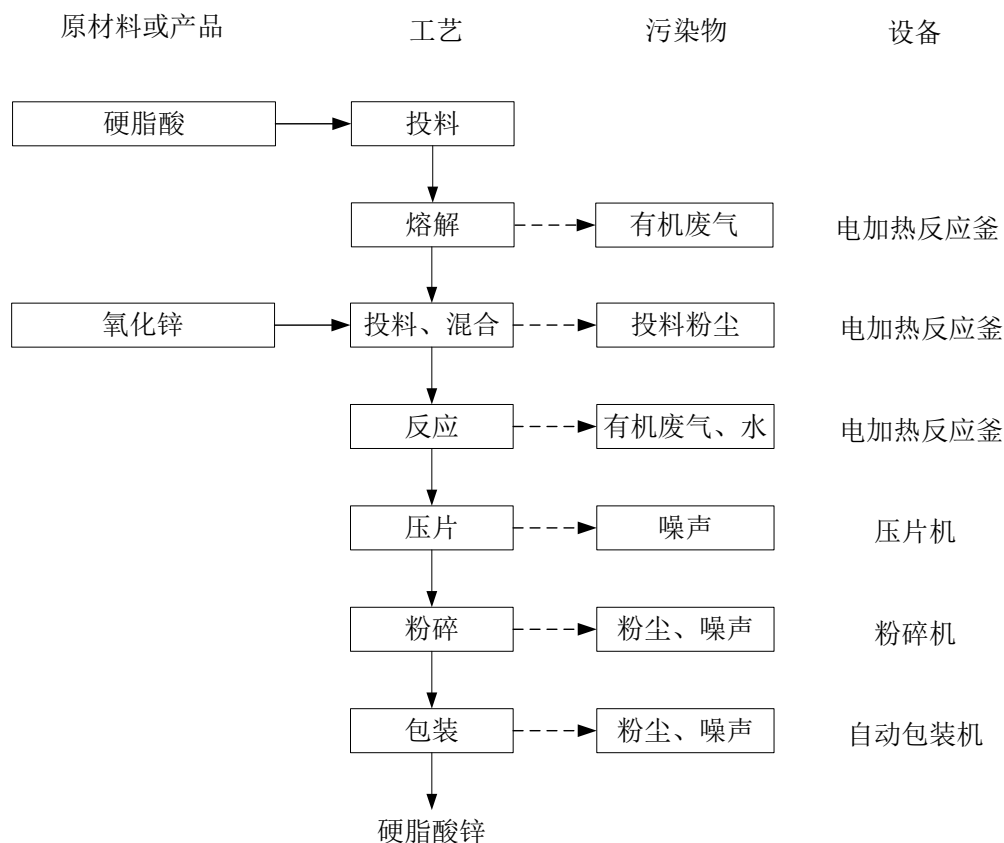 原材料或产品 工艺 污染物 设备
硬脂酸 投料
熔解 有机废气 电加热反应釜
氧化锌 投料、混合 投料粉尘 电加热反应釜
反应 有机废气、水 电加热反应釜
压片 噪声 压片机
粉碎 粉尘、噪声 粉碎机
包装 粉尘、噪声 自动包装机
硬脂酸锌